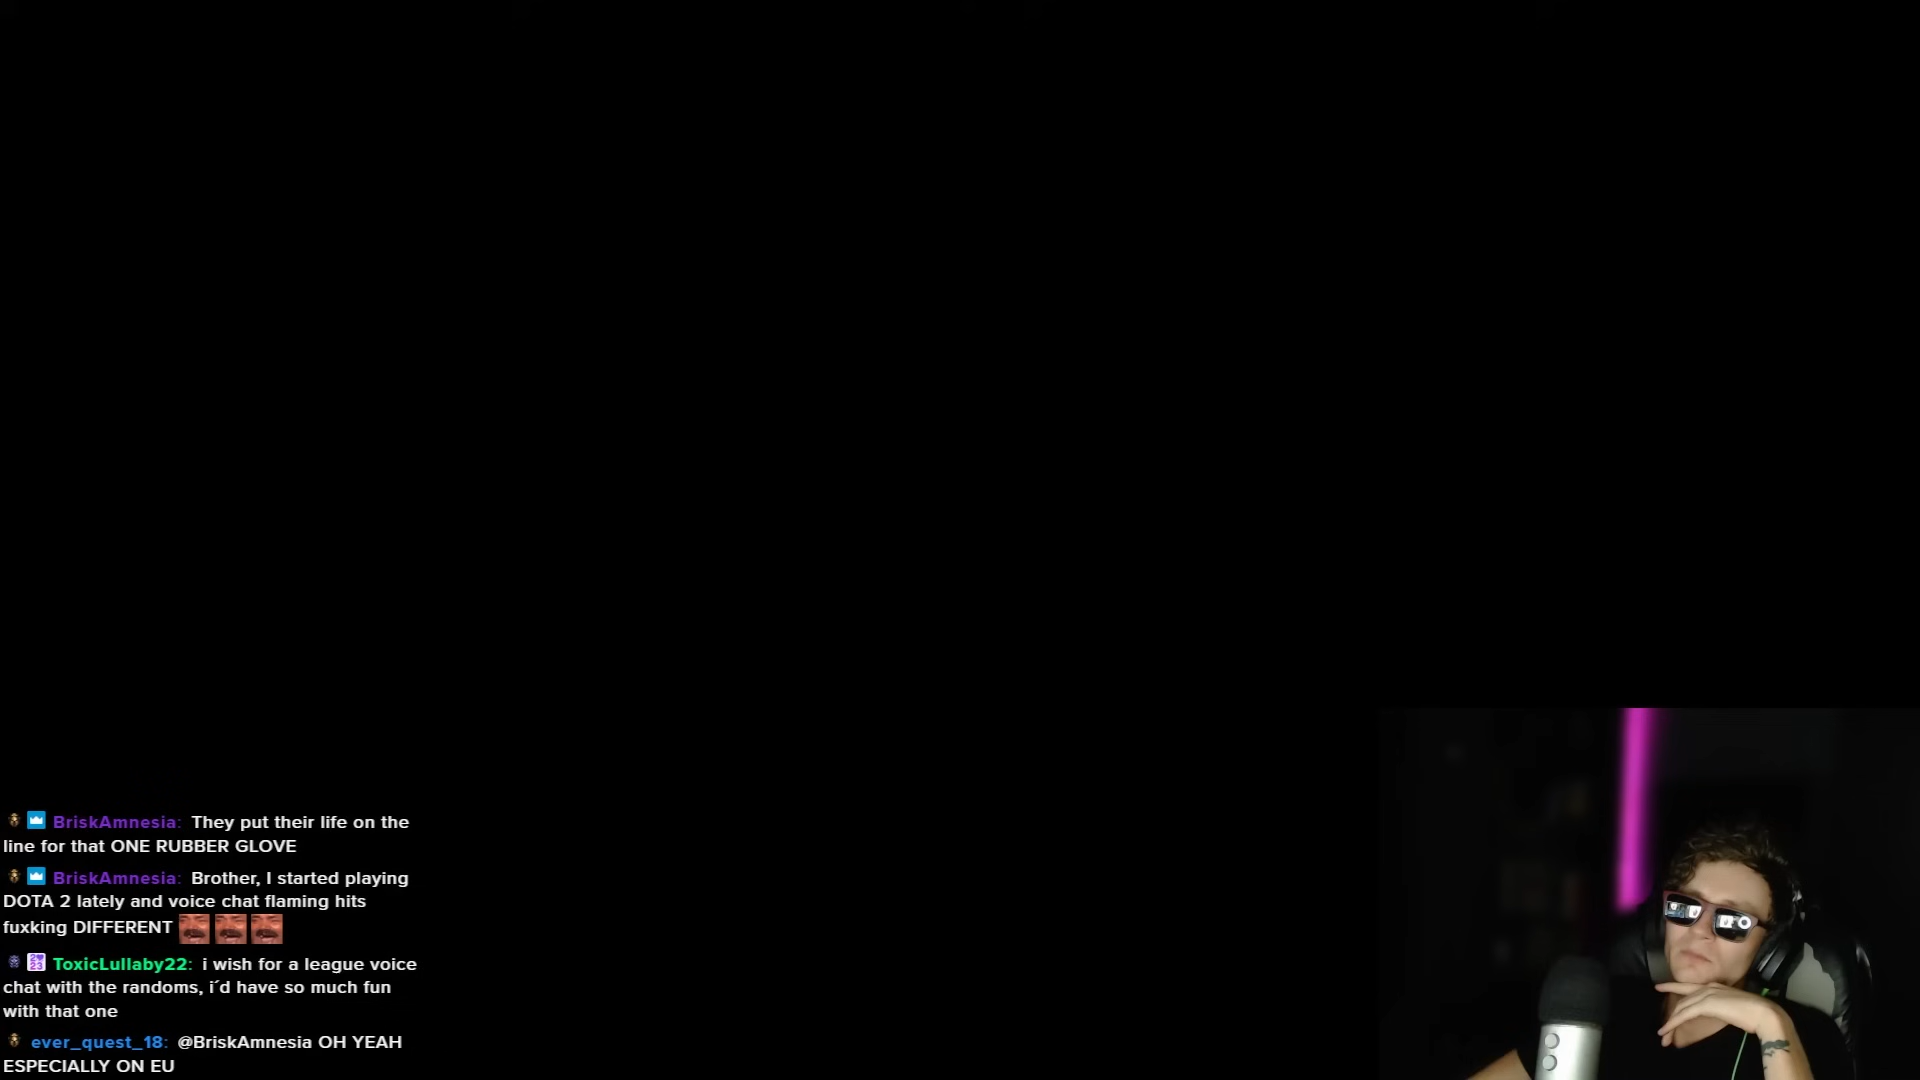 BriskAmnesia: They put their life on the
line for that ONE RUBBER GLOVE
BriskAmnesia: Brother, I started playing
DOTA 2 lately and voice chat flaming hits
fuxking DIFFERENT
2023 ToxicLullaby22: i wish for a league voice
chat with the randoms, i´d have so much fun
with that one
ever_quest_18: @BriskAmnesia OH YEAH
ESPECIALLY ON EU